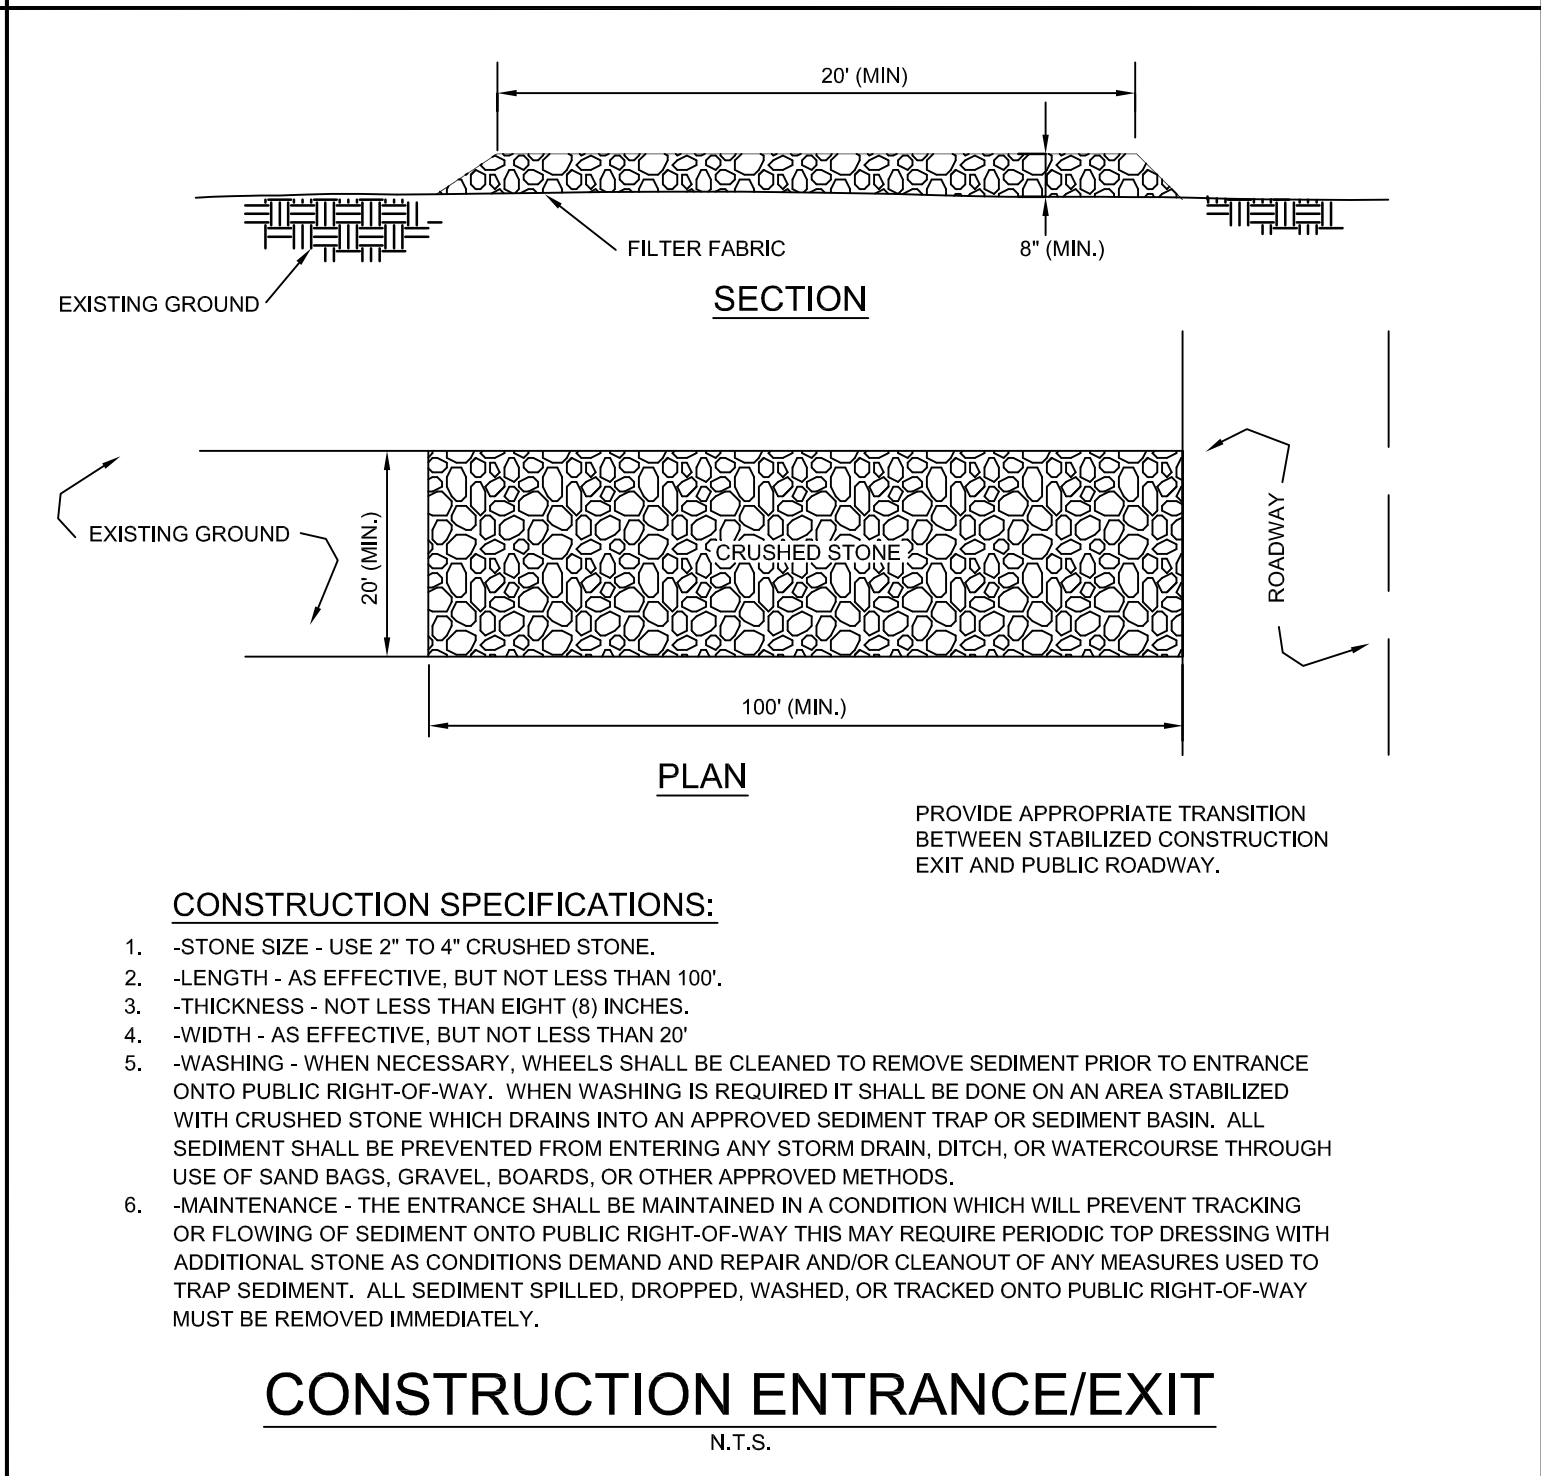 20' (MIN)
FILTER FABRIC
8" (MIN.)
EXISTING GROUND
SECTION
EXISTING GROUND
20' (MIN.)
CRUSHED STONE
ROADWAY
100' (MIN.)
PLAN
PROVIDE APPROPRIATE TRANSITION
BETWEEN STABILIZED CONSTRUCTION
EXIT AND PUBLIC ROADWAY.
CONSTRUCTION SPECIFICATIONS:
1. -STONE SIZE - USE 2" TO 4" CRUSHED STONE.
2. -LENGTH - AS EFFECTIVE, BUT NOT LESS THAN 100'.
3. -THICKNESS - NOT LESS THAN EIGHT (8) INCHES.
4. -WIDTH - AS EFFECTIVE, BUT NOT LESS THAN 20'
5. -WASHING - WHEN NECESSARY, WHEELS SHALL BE CLEANED TO REMOVE SEDIMENT PRIOR TO ENTRANCE
ONTO PUBLIC RIGHT-OF-WAY. WHEN WASHING IS REQUIRED IT SHALL BE DONE ON AN AREA STABILIZED
WITH CRUSHED STONE WHICH DRAINS INTO AN APPROVED SEDIMENT TRAP OR SEDIMENT BASIN. ALL
SEDIMENT SHALL BE PREVENTED FROM ENTERING ANY STORM DRAIN, DITCH, OR WATERCOURSE THROUGH
USE OF SAND BAGS, GRAVEL, BOARDS, OR OTHER APPROVED METHODS.
6. -MAINTENANCE - THE ENTRANCE SHALL BE MAINTAINED IN A CONDITION WHICH WILL PREVENT TRACKING
OR FLOWING OF SEDIMENT ONTO PUBLIC RIGHT-OF-WAY THIS MAY REQUIRE PERIODIC TOP DRESSING WITH
ADDITIONAL STONE AS CONDITIONS DEMAND AND REPAIR AND/OR CLEANOUT OF ANY MEASURES USED TO
TRAP SEDIMENT. ALL SEDIMENT SPILLED, DROPPED, WASHED, OR TRACKED ONTO PUBLIC RIGHT-OF-WAY
MUST BE REMOVED IMMEDIATELY.
CONSTRUCTION ENTRANCE/EXIT
N.T.S.